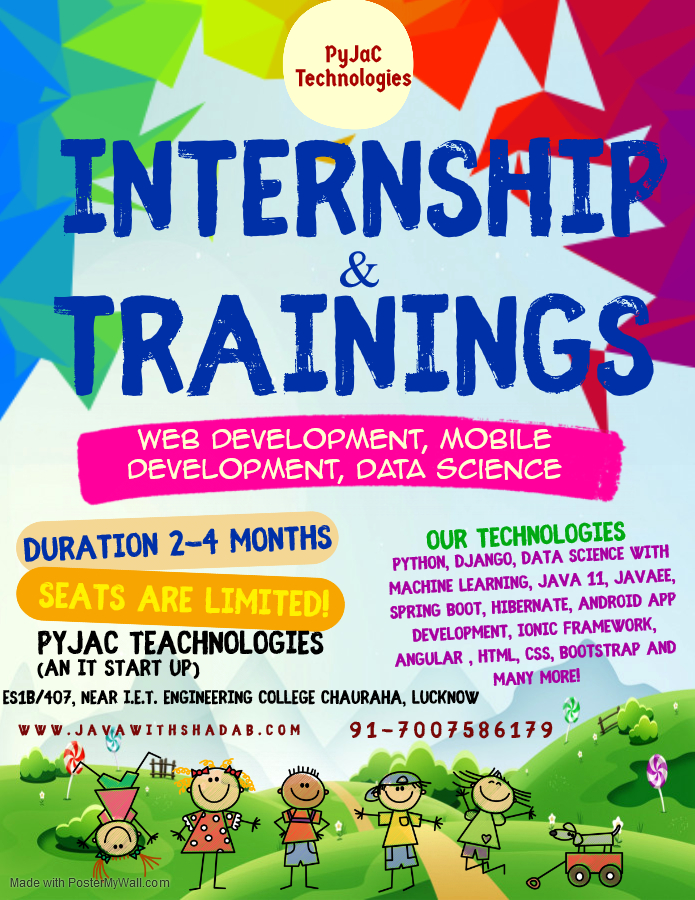 PyJaC
Technologies
INTERNSHIP
&
TRAININGS
WEB DEVELOPMENT, MOBILE
DEVELOPMENT, DATA SCIENCE
DURATION 2-4 MONTHS
SEATS ARE LIMITED!
PYJAC TEACHNOLOGIES
(AN IT START UP)
OUR TECHNOLOGIES
PYTHON, DJANGO, DATA SCIENCE WITH
MACHINE LEARNING, JAVA 11, JAVAEE,
SPRING BOOT, HIBERNATE, ANDROID APP
DEVELOPMENT, IONIC FRAMEWORK,
ANGULAR , HTML, CSS, BOOTSTRAP AND
MANY MORE!
ES1B/407, NEAR I.E.T. ENGINEERING COLLEGE CHAURAHA, LUCKNOW
WWW.JAVAWITHSHADAB.COM
91-7007586179
Made with PosterMyWall.com